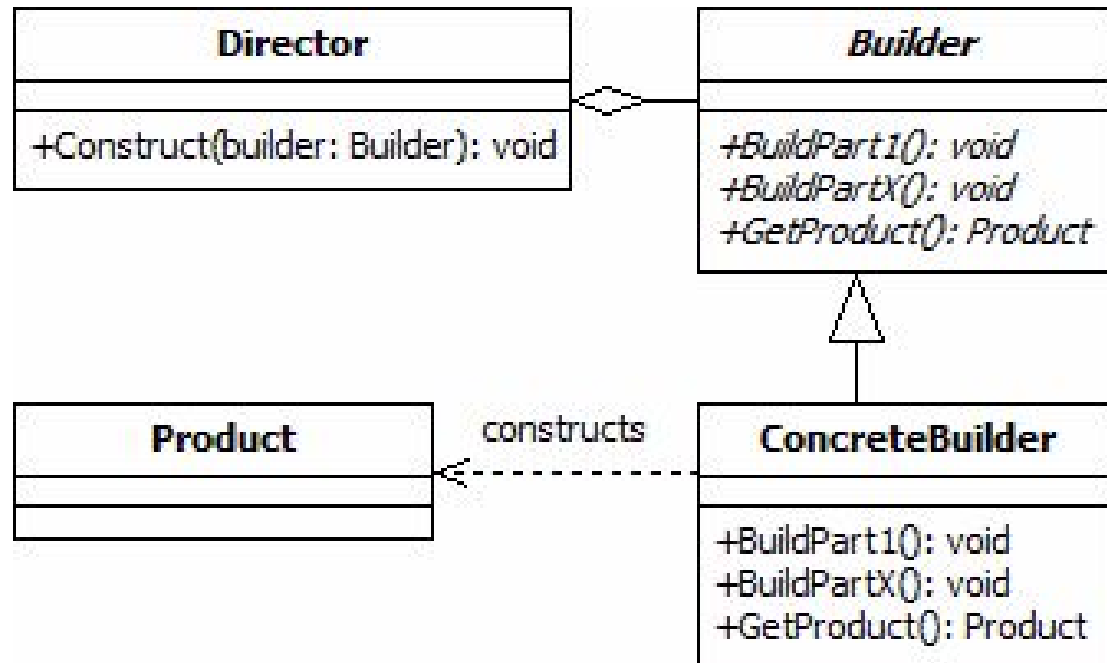 Director
+Construct(builder: Builder): void
Builder
+BuildPart1(): void
+BuildPartX(): void
+GetProduct(): Product
Product
constructs
ConcreteBuilder
+BuildPart1(): void
+BuildPartX(): void
+GetProduct(): Product